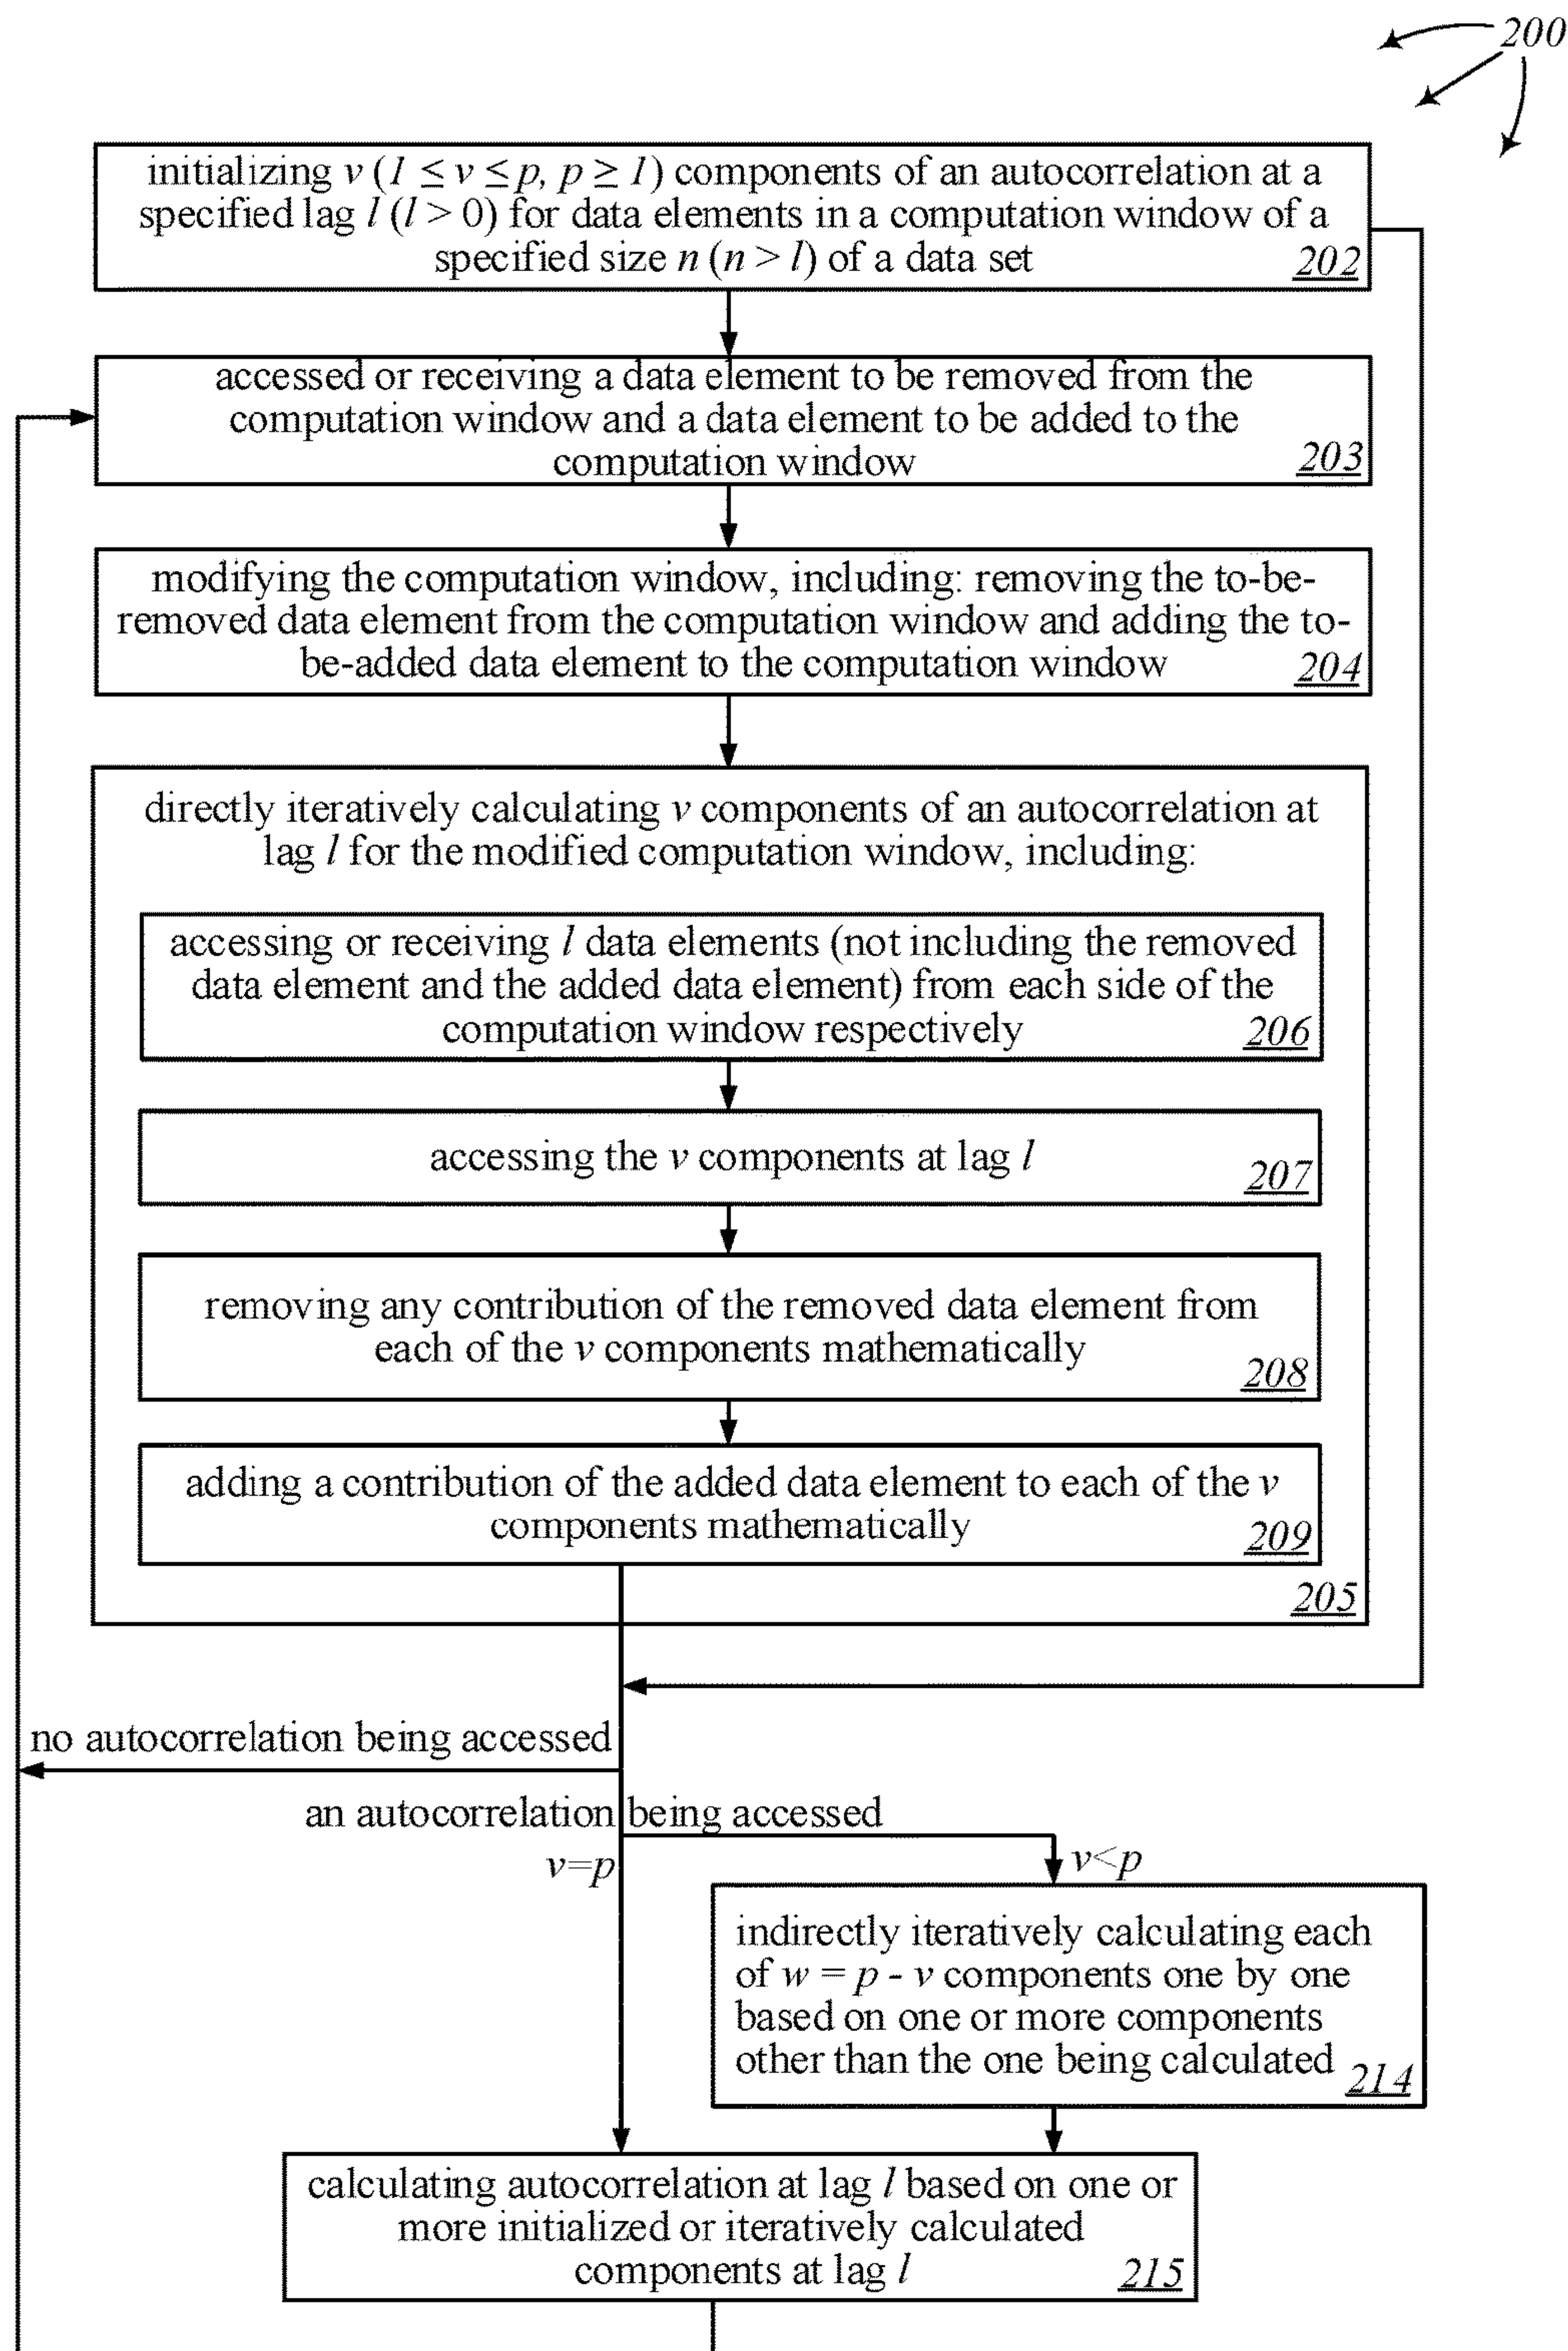 200
initializing v (1 ≤ v ≤ p, p ≥ 1) components of an autocorrelation at a
specified lag l (l > 0) for data elements in a computation window of a
specified size n (n > l) of a data set
202
accessed or receiving a data element to be removed from the
computation window and a data element to be added to the
computation window
203
modifying the computation window, including: removing the to-be-
removed data element from the computation window and adding the to-
be-added data element to the computation window
204
directly iteratively calculating v components of an autocorrelation at
lag l for the modified computation window, including:
accessing or receiving l data elements (not including the removed
data element and the added data element) from each side of the
computation window respectively
206
accessing the v components at lag l
207
removing any contribution of the removed data element from
each of the v components mathematically
208
adding a contribution of the added data element to each of the v
components mathematically
209
205
no autocorrelation being accessed
an autocorrelation being accessed
v=p
v<p
indirectly iteratively calculating each
of w = p - v components one by one
based on one or more components
other than the one being calculated
214
calculating autocorrelation at lag l based on one or
more initialized or iteratively calculated
components at lag l
215